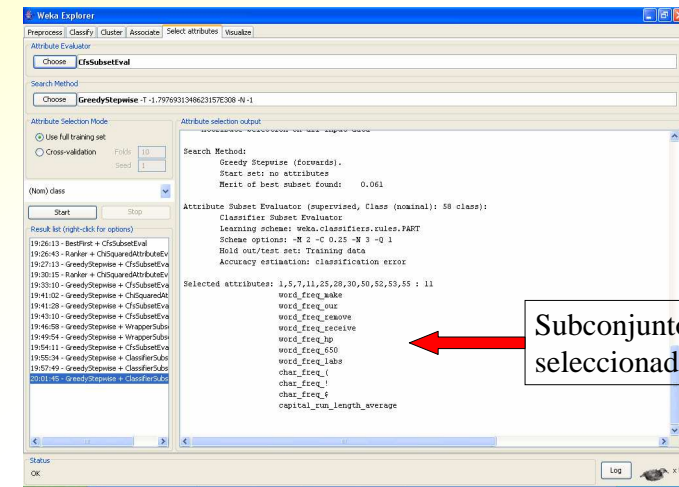 Weka Explorer
Preprocess Classify Cluster Associate Select attributes Visualize
Attribute Evaluator
Choose CfsSubsetEval
Search Method
Choose GreedyStepwise -T -1.7976931348623157E308 -N -1
Attribute Selection Mode
Use full training set
Cross-validation Folds 10
Seed 1
(Nom) class
Start Stop
Result list (right-click for options)
19:26:13 - BestFirst + CfsSubsetEval
19:26:43 - Ranker + ChiSquaredAttributeEv
19:27:13 - GreedyStepwise + CfsSubsetEva
19:30:15 - Ranker + ChiSquaredAttributeEv
19:33:10 - GreedyStepwise + CfsSubsetEva
19:41:02 - GreedyStepwise + ChiSquaredAt
19:41:28 - GreedyStepwise + CfsSubsetEva
19:43:10 - GreedyStepwise + CfsSubsetEva
19:46:58 - GreedyStepwise + WrapperSubs
19:49:54 - GreedyStepwise + WrapperSubs
19:54:11 - GreedyStepwise + CfsSubsetEva
19:55:34 - GreedyStepwise + ClassifierSubs
19:57:49 - GreedyStepwise + ClassifierSubs
20:01:45 - GreedyStepwise + ClassifierSubs
Attribute selection output
Attribute Selection on all input data
Search Method:
Greedy Stepwise (forwards).
Start set: no attributes
Merit of best subset found: 0.061
Attribute Subset Evaluator (supervised, Class (nominal): 58 class):
Classifier Subset Evaluator
Learning scheme: weka.classifiers.rules.PART
Scheme options: -M 2 -C 0.25 -N 3 -Q 1
Hold out/test set: Training data
Accuracy estimation: classification error
Selected attributes: 1,5,7,11,25,28,30,50,52,53,55 : 11
word_freq_make
word_freq_our
word_freq_remove
word_freq_receive
word_freq_hp
word_freq_650
word_freq_labs
char_freq_(
char_freq_!
char_freq_$
capital_run_length_average
Subconjunto
seleccionad
Status
OK
Log
x